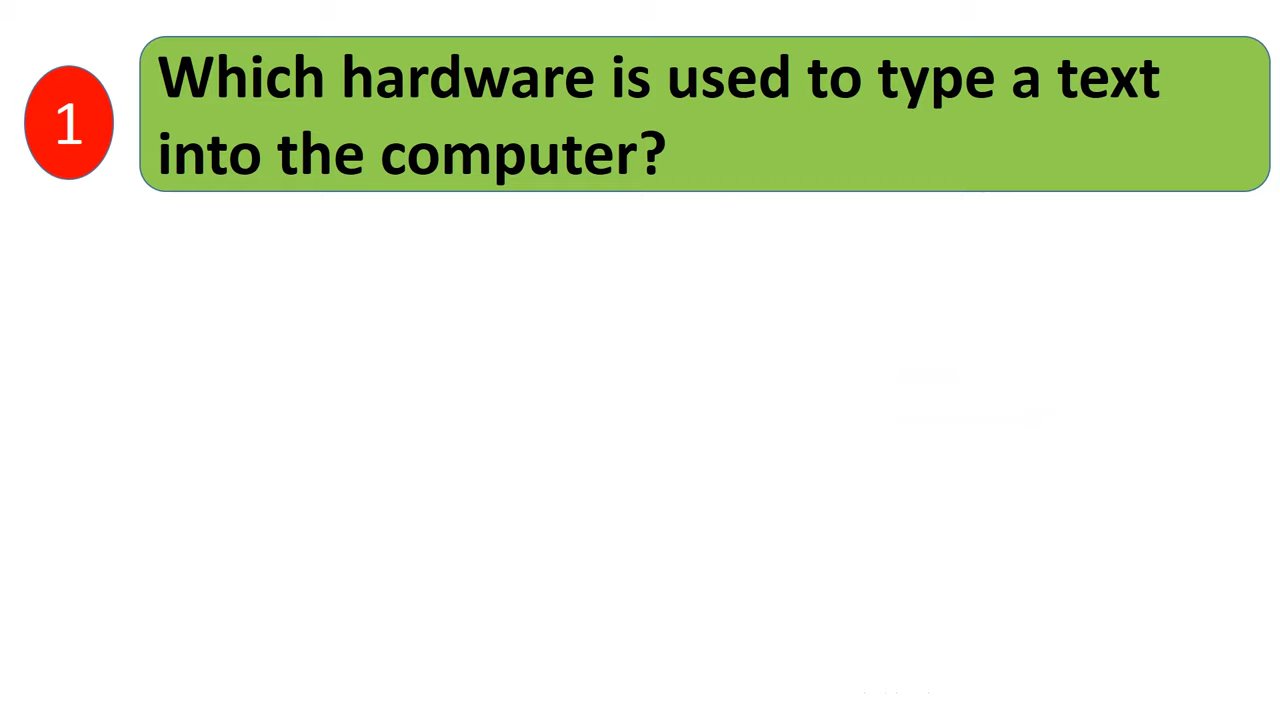 1
Which hardware is used to type a text
into the computer?